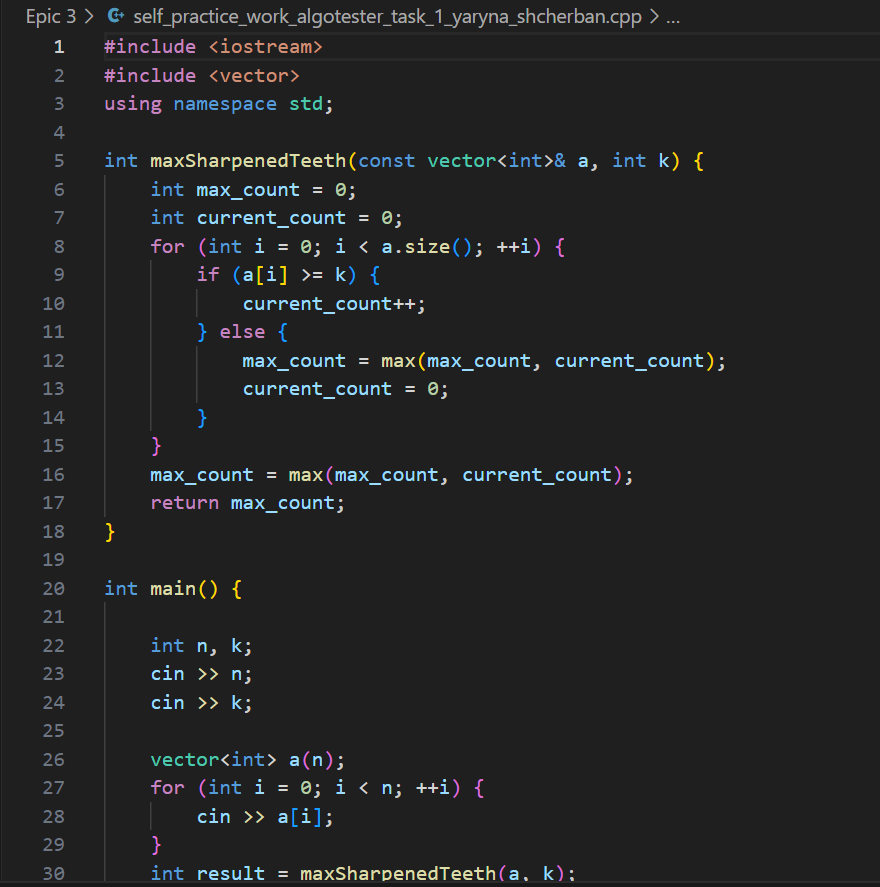 Epic 3 > self_practice_work_algotester_task_1_yaryna_shcherban.cpp > ...
1 #include <iostream>
2 #include <vector>
3 using namespace std;
4
5 int maxSharpenedTeeth(const vector<int>& a, int k) {
6     int max_count = 0;
7     int current_count = 0;
8     for (int i = 0; i < a.size(); ++i) {
9         if (a[i] >= k) {
10             current_count++;
11         } else {
12             max_count = max(max_count, current_count);
13             current_count = 0;
14         }
15     }
16     max_count = max(max_count, current_count);
17     return max_count;
18 }
19
20 int main() {
21
22     int n, k;
23     cin >> n;
24     cin >> k;
25
26     vector<int> a(n);
27     for (int i = 0; i < n; ++i) {
28         cin >> a[i];
29     }
30     int result = maxSharpenedTeeth(a, k);